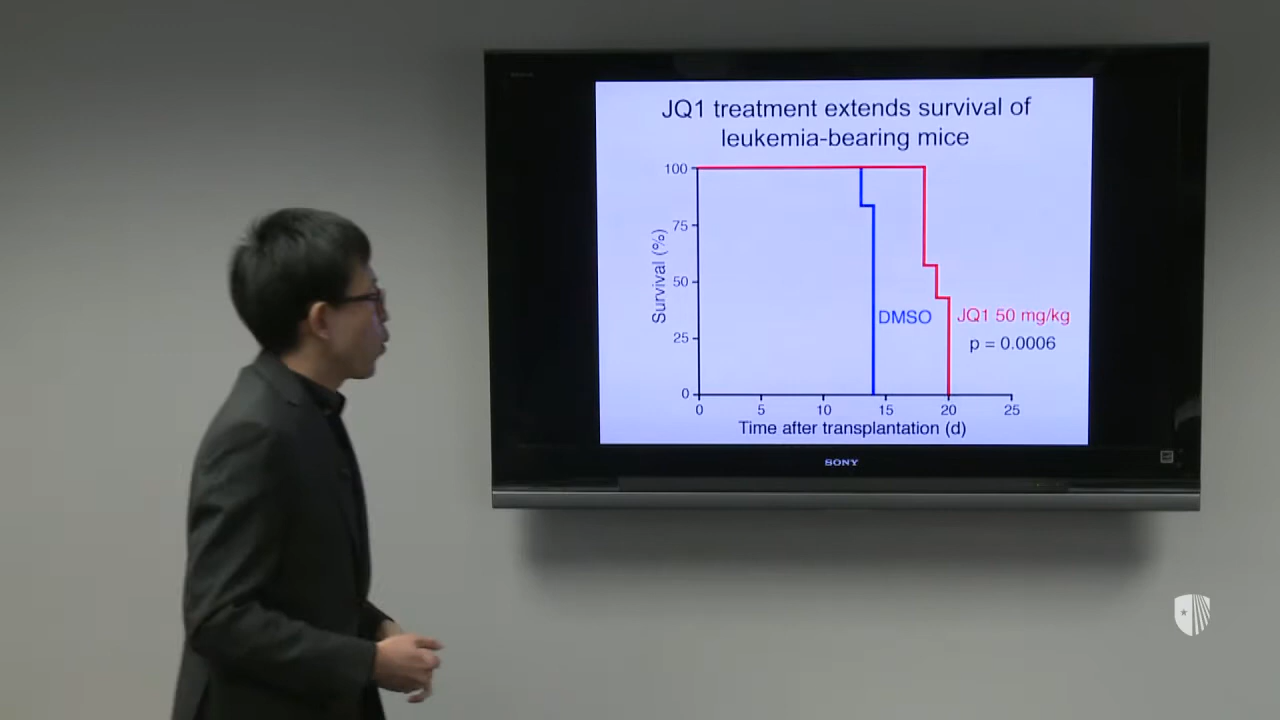 JQ1 treatment extends survival of
leukemia-bearing mice
100
75
50
25
0
Survival (%)
DMSO
JQ1 50 mg/kg
p = 0.0006
0 5 10 15 20 25
Time after transplantation (d)
SONY